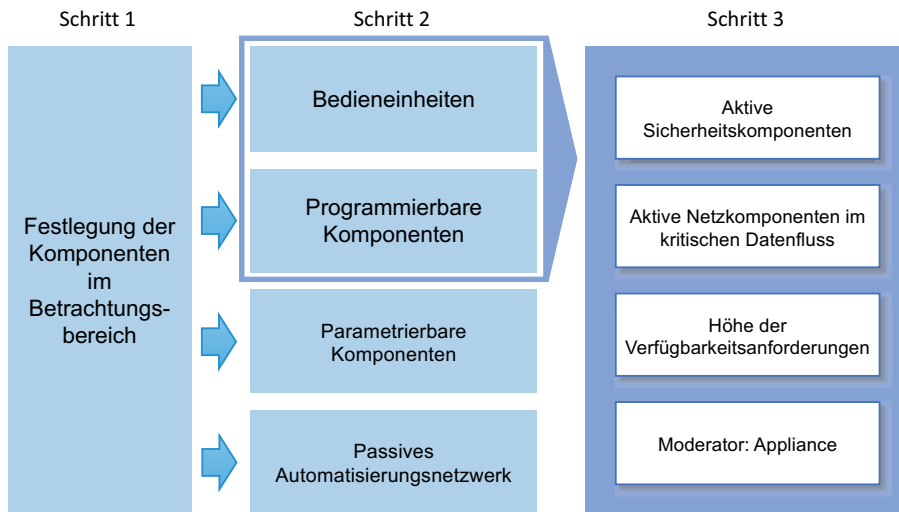 Schritt 1
Schritt 2
Schritt 3
Festlegung der
Komponenten
im
Betrachtungs-
bereich
Bedieneinheiten
Programmierbare
Komponenten
Parametrierbare
Komponenten
Passives
Automatisierungsnetzwerk
Aktive
Sicherheitskomponenten
Aktive Netzkomponenten im
kritischen Datenfluss
Höhe der
Verfügbarkeitsanforderungen
Moderator: Appliance